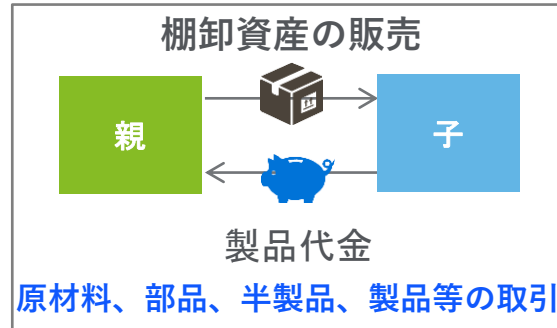 棚卸資産の販売
親
子
製品代金
原材料、部品、半製品、製品等の取引